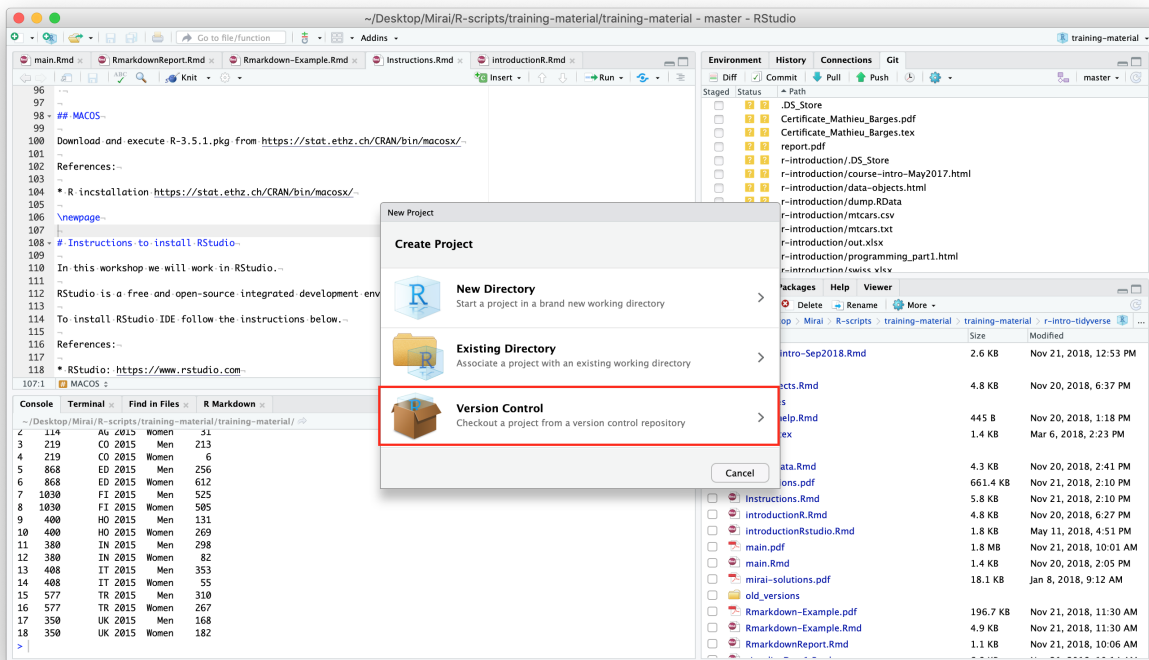 ~/Desktop/Mirai/R-scripts/training-material/training-material - master - RStudio
Go to file/function
Addins
training-material
main.Rmd
RmarkdownReport.Rmd
Rmarkdown-Example.Rmd
Instructions.Rmd
introductionR.Rmd
ABC
Knit
Insert
Run
96
97
98 ## MACOS
99
100 Download and execute R-3.5.1.pkg from https://stat.ethz.ch/CRAN/bin/macosx/
101
102 References:
103
104 * R incstallation https://stat.ethz.ch/CRAN/bin/macosx/
105
106 \newpage
107
108 # Instructions to install RStudio
109
110 In this workshop we will work in RStudio.
111
112 RStudio is a free and open-source integrated development env
113
114 To install RStudio IDE follow the instructions below.
115
116 References:
117
118 * RStudio: https://www.rstudio.com
107:1 MACOS
Console Terminal Find in Files R Markdown
~/Desktop/Mirai/R-scripts/training-material/training-material/
2 114 AG 2015 Women 31
3 219 CO 2015 Men 213
4 219 CO 2015 Women 6
5 868 ED 2015 Men 256
6 868 ED 2015 Women 612
7 1030 FI 2015 Men 525
8 1030 FI 2015 Women 505
9 400 HO 2015 Men 131
10 400 HO 2015 Women 269
11 380 IN 2015 Men 298
12 380 IN 2015 Women 82
13 408 IT 2015 Men 353
14 408 IT 2015 Women 55
15 577 TR 2015 Men 310
16 577 TR 2015 Women 267
17 350 UK 2015 Men 168
18 350 UK 2015 Women 182
>
New Project
Create Project
New Directory
Start a project in a brand new working directory
Existing Directory
Associate a project with an existing working directory
Version Control
Checkout a project from a version control repository
Cancel
Environment History Connections Git
Diff Commit Pull Push master
Staged Status Path
.DS_Store
Certificate_Mathieu_Barges.pdf
Certificate_Mathieu_Barges.tex
report.pdf
r-introduction/.DS_Store
r-introduction/course-intro-May2017.html
r-introduction/data-objects.html
r-introduction/dump.RData
r-introduction/mtcars.csv
r-introduction/mtcars.txt
r-introduction/out.xlsx
r-introduction/programming_part1.html
r-introduction/swiss.xlsx
Packages Help Viewer
Delete Rename More
op Mirai R-scripts training-material training-material r-intro-tidyverse ...
Size Modified
intro-Sep2018.Rmd 2.6 KB Nov 21, 2018, 12:53 PM
ects.Rmd 4.8 KB Nov 20, 2018, 6:37 PM
s
help.Rmd 445 B Nov 20, 2018, 1:18 PM
ex 1.4 KB Mar 6, 2018, 2:23 PM
ata.Rmd 4.3 KB Nov 20, 2018, 2:41 PM
ons.pdf 661.4 KB Nov 21, 2018, 2:10 PM
Instructions.Rmd 5.8 KB Nov 21, 2018, 2:10 PM
introductionR.Rmd 4.8 KB Nov 20, 2018, 6:27 PM
introductionRstudio.Rmd 1.8 KB May 11, 2018, 4:51 PM
main.pdf 1.8 MB Nov 21, 2018, 10:01 AM
main.Rmd 1.4 KB Nov 20, 2018, 2:05 PM
mirai-solutions.pdf 18.1 KB Jan 8, 2018, 9:12 AM
old_versions
Rmarkdown-Example.pdf 196.7 KB Nov 21, 2018, 11:30 AM
Rmarkdown-Example.Rmd 4.9 KB Nov 21, 2018, 11:30 AM
RmarkdownReport.Rmd 1.1 KB Nov 21, 2018, 10:06 AM